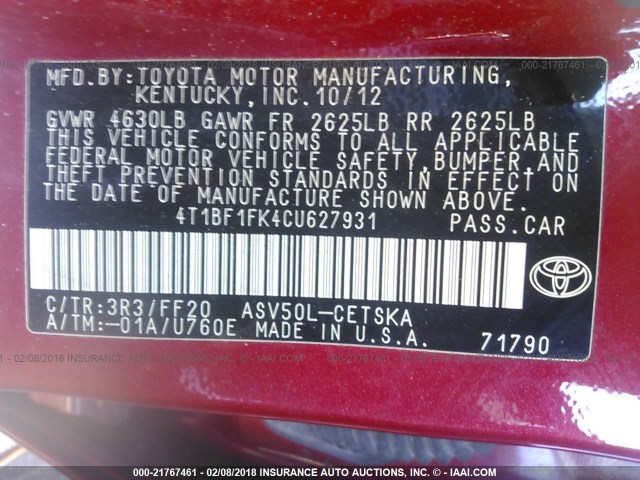 MFD.BY:TOYOTA MOTOR MANUFACTURING,
KENTUCKY,INC.10/12
GVWR 4630LB GAWR FR 2625LB RR 2625LB
THIS VEHICLE CONFORMS TO ALL APPLICABLE
FEDERAL MOTOR VEHICLE SAFETY,BUMPER,AND
THEFT PREVENTION STANDARDS IN EFFECT ON
THE DATE OF MANUFACTURE SHOWN ABOVE.
4T1BF1FK4CU627931 PASS.CAR
C/TR:3R3/FF20 ASV50L-CETSKA
A/TM:-01A/U760E MADE IN U.S.A. 71790
TOYOTA
000-21767461 - 02/08/2018 INSURANCE AUTO AUCTIONS, INC. - © - IAAI.COM